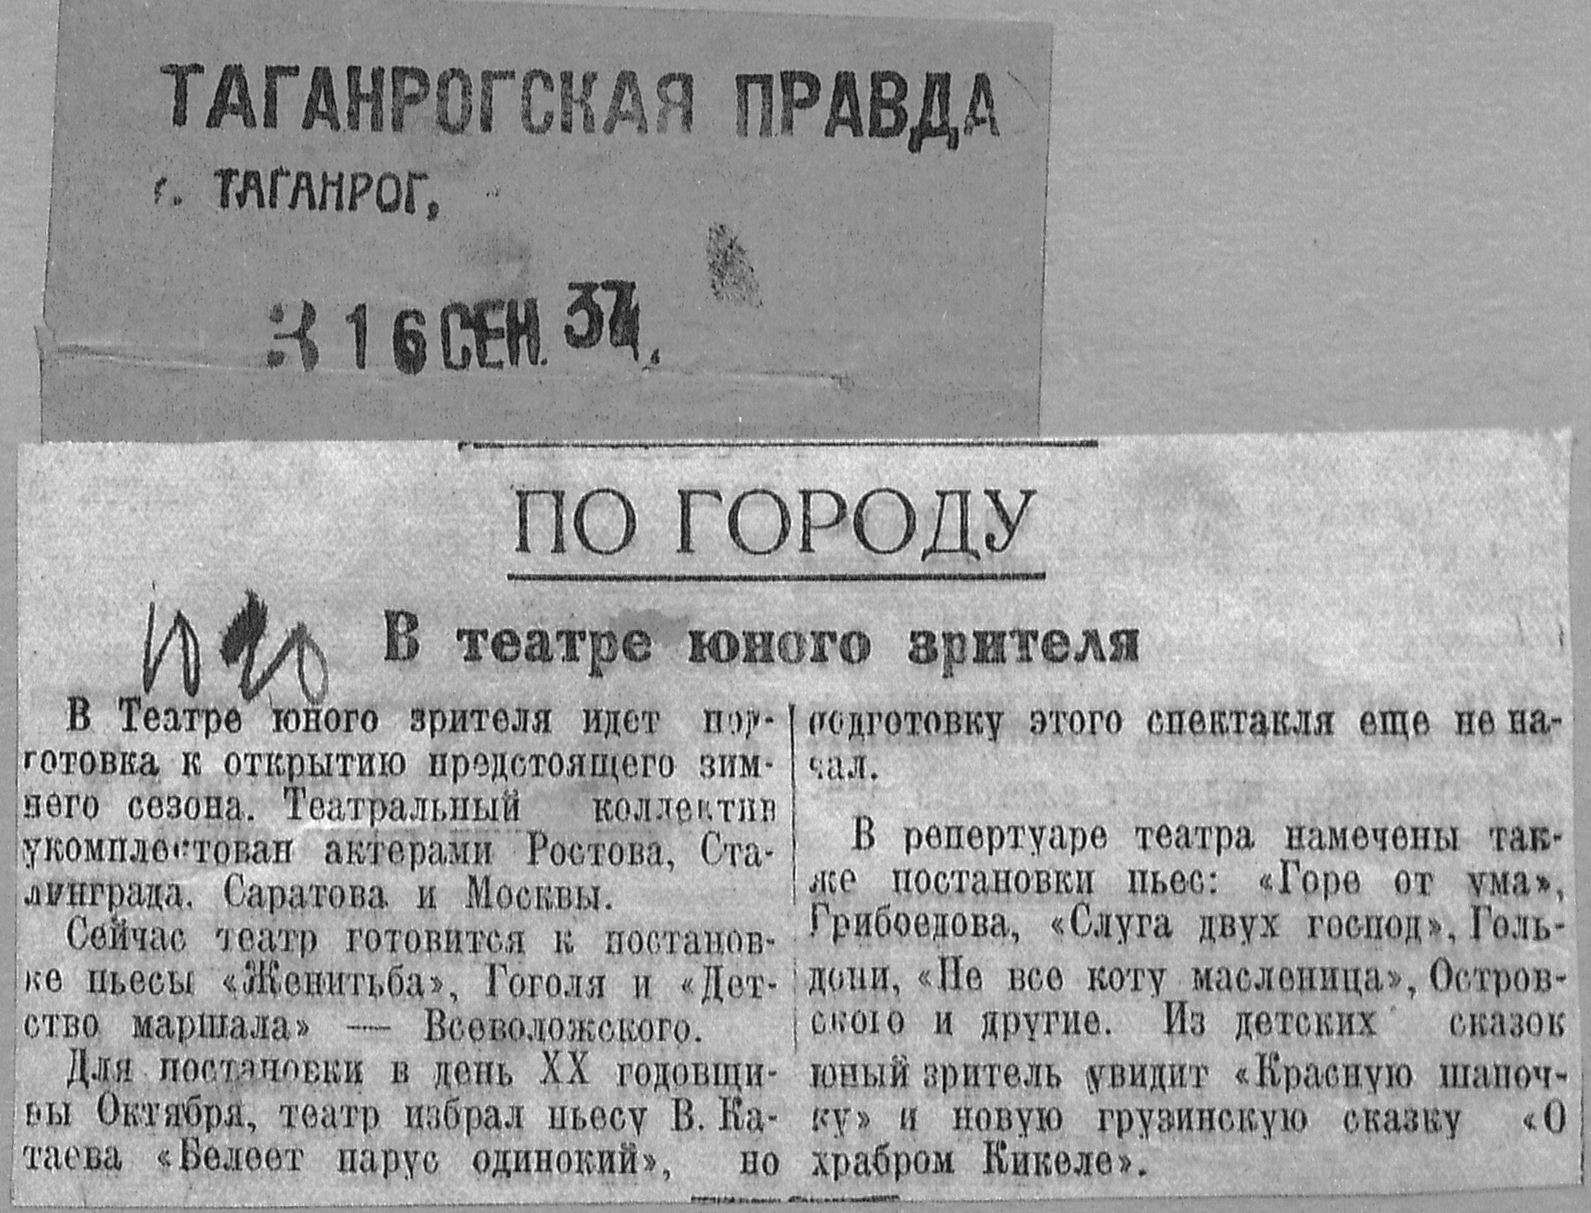 ТАГАНРОГСКАЯ ПРАВДА
г. ТАГАНРОГ,
16 СЕН. 37
ПО ГОРОДУ
В театре юного зрителя
В Театре юного зрителя идет под-
готовка к открытию предстоящего зим-
него сезона. Театральный коллектив
укомплектован актерами Ростова, Ста-
линграда, Саратова и Москвы.
Сейчас театр готовится к постанов-
ке пьесы «Женитьба», Гоголя и «Дет-
ство маршала» — Всеволожского.
Для постановки в день XX годовщи-
ны Октября, театр избрал пьесу В. Ка-
таева «Белеет парус одинокий», но
подготовку этого спектакля еще не на-
чал.
В репертуаре театра намечены так-
же постановки пьес: «Горе от ума»,
Грибоедова, «Слуга двух господ», Голь-
дони, «Не все коту масленица», Остров-
ского и другие. Из детских сказок
юный зритель увидит «Красную шапоч-
ку» и новую грузинскую сказку «О
храбром Кикеле».